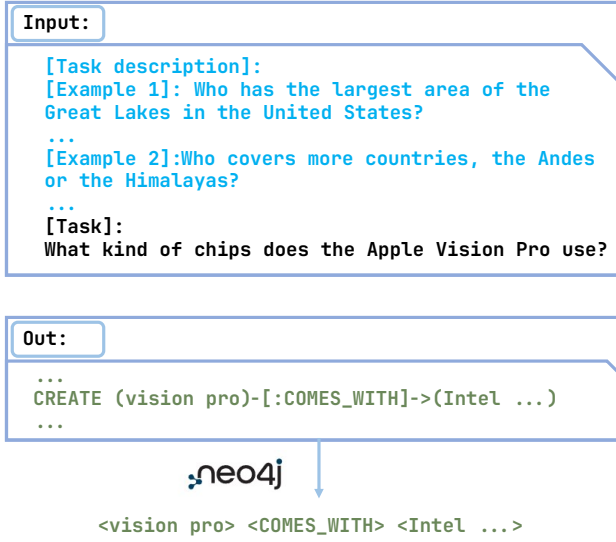 Input:
[Task description]:
[Example 1]: Who has the largest area of the
Great Lakes in the United States?
...
[Example 2]:Who covers more countries, the Andes
or the Himalayas?
...
[Task]:
What kind of chips does the Apple Vision Pro use?
Out:
...
CREATE (vision pro)-[:COMES_WITH]->(Intel ...)
...
neo4j
<vision pro> <COMES_WITH> <Intel ...>